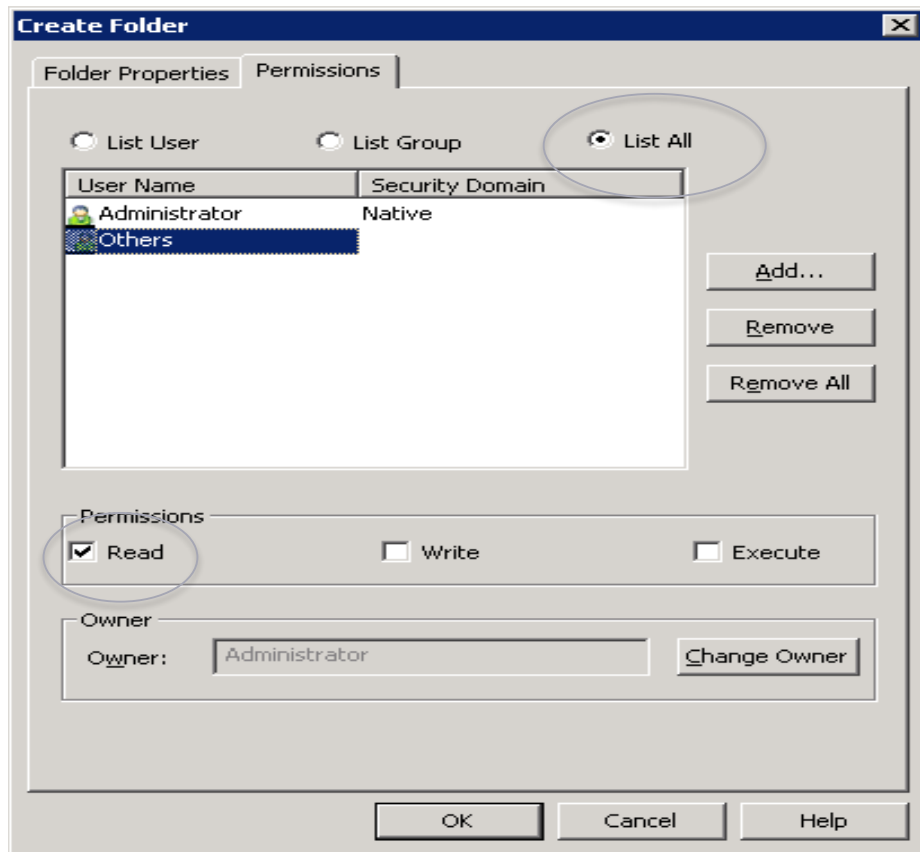 Create Folder
Folder Properties Permissions
List User List Group List All
User Name Security Domain
Administrator Native
Others
Add...
Remove
Remove All
Permissions
Read Write Execute
Owner
Owner: Administrator Change Owner
OK Cancel Help